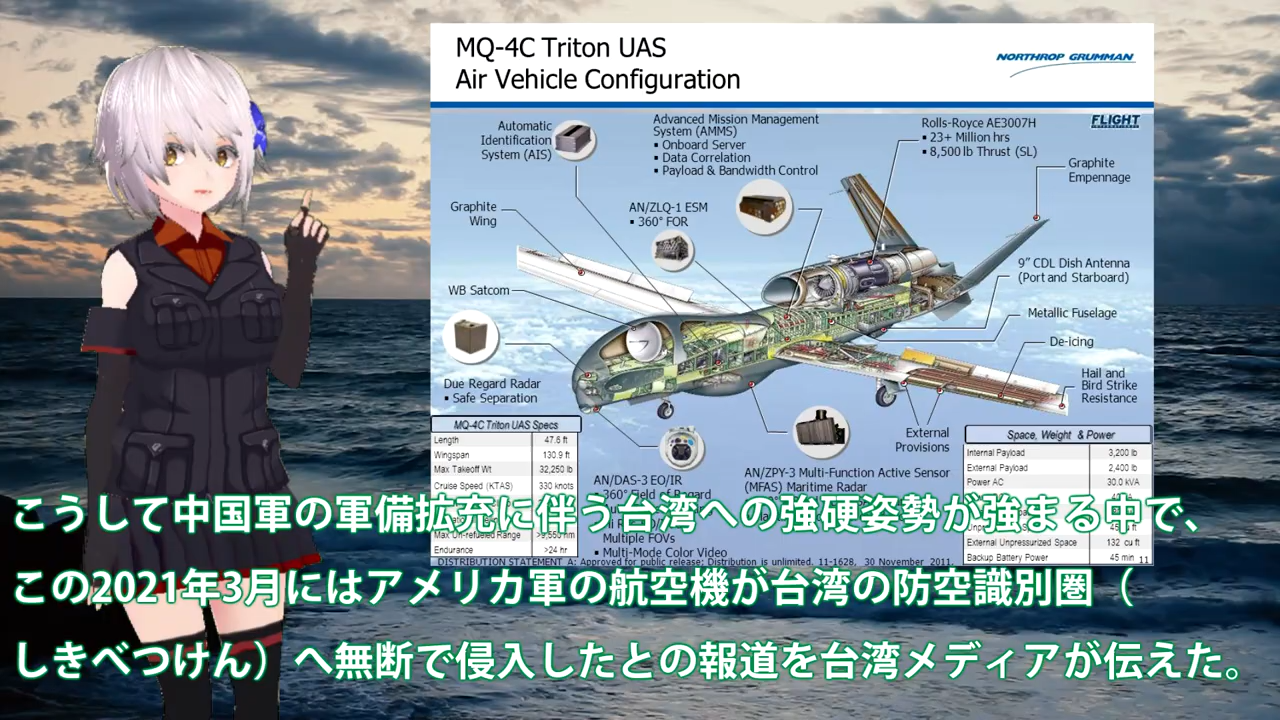 MQ-4C Triton UAS
Air Vehicle Configuration
NORTHROP GRUMMAN
FLIGHT
INTERNATIONAL
Automatic
Identification
System (AIS)
Advanced Mission Management
System (AMMS)
▪ Onboard Server
▪ Data Correlation
▪ Payload & Bandwidth Control
Rolls-Royce AE3007H
▪ 23+ Million hrs
▪ 8,500 lb Thrust (SL)
Graphite
Empennage
Graphite
Wing
AN/ZLQ-1 ESM
▪ 360° FOR
9” CDL Dish Antenna
(Port and Starboard)
WB Satcom
Metallic Fuselage
De-icing
Hail and
Bird Strike
Resistance
Due Regard Radar
▪ Safe Separation
External
Provisions
MQ-4C Triton UAS Specs
Length 47.6 ft
Wingspan 130.9 ft
Max Takeoff Wt 32,250 lb
Cruise Speed (KTAS) 330 knots
Max Un-refueled Range >9,550 nm
Endurance >24 hr
AN/DAS-3 EO/IR
▪ 360° Field of Regard
Multiple FOVs
▪ Multi-Mode Color Video
AN/ZPY-3 Multi-Function Active Sensor
(MFAS) Maritime Radar
Space, Weight & Power
Internal Payload 3,200 lb
External Payload 2,400 lb
Power AC 30.0 kVA
External Unpressurized Space 132 cu ft
Backup Battery Power 45 min
DISTRIBUTION STATEMENT A: Approved for public release; Distribution is unlimited. 11-1628, 30 November 2011.
11
こうして中国軍の軍備拡充に伴う台湾への強硬姿勢が強まる中で、
この2021年3月にはアメリカ軍の航空機が台湾の防空識別圏（
しきべつけん）へ無断で侵入したとの報道を台湾メディアが伝えた。